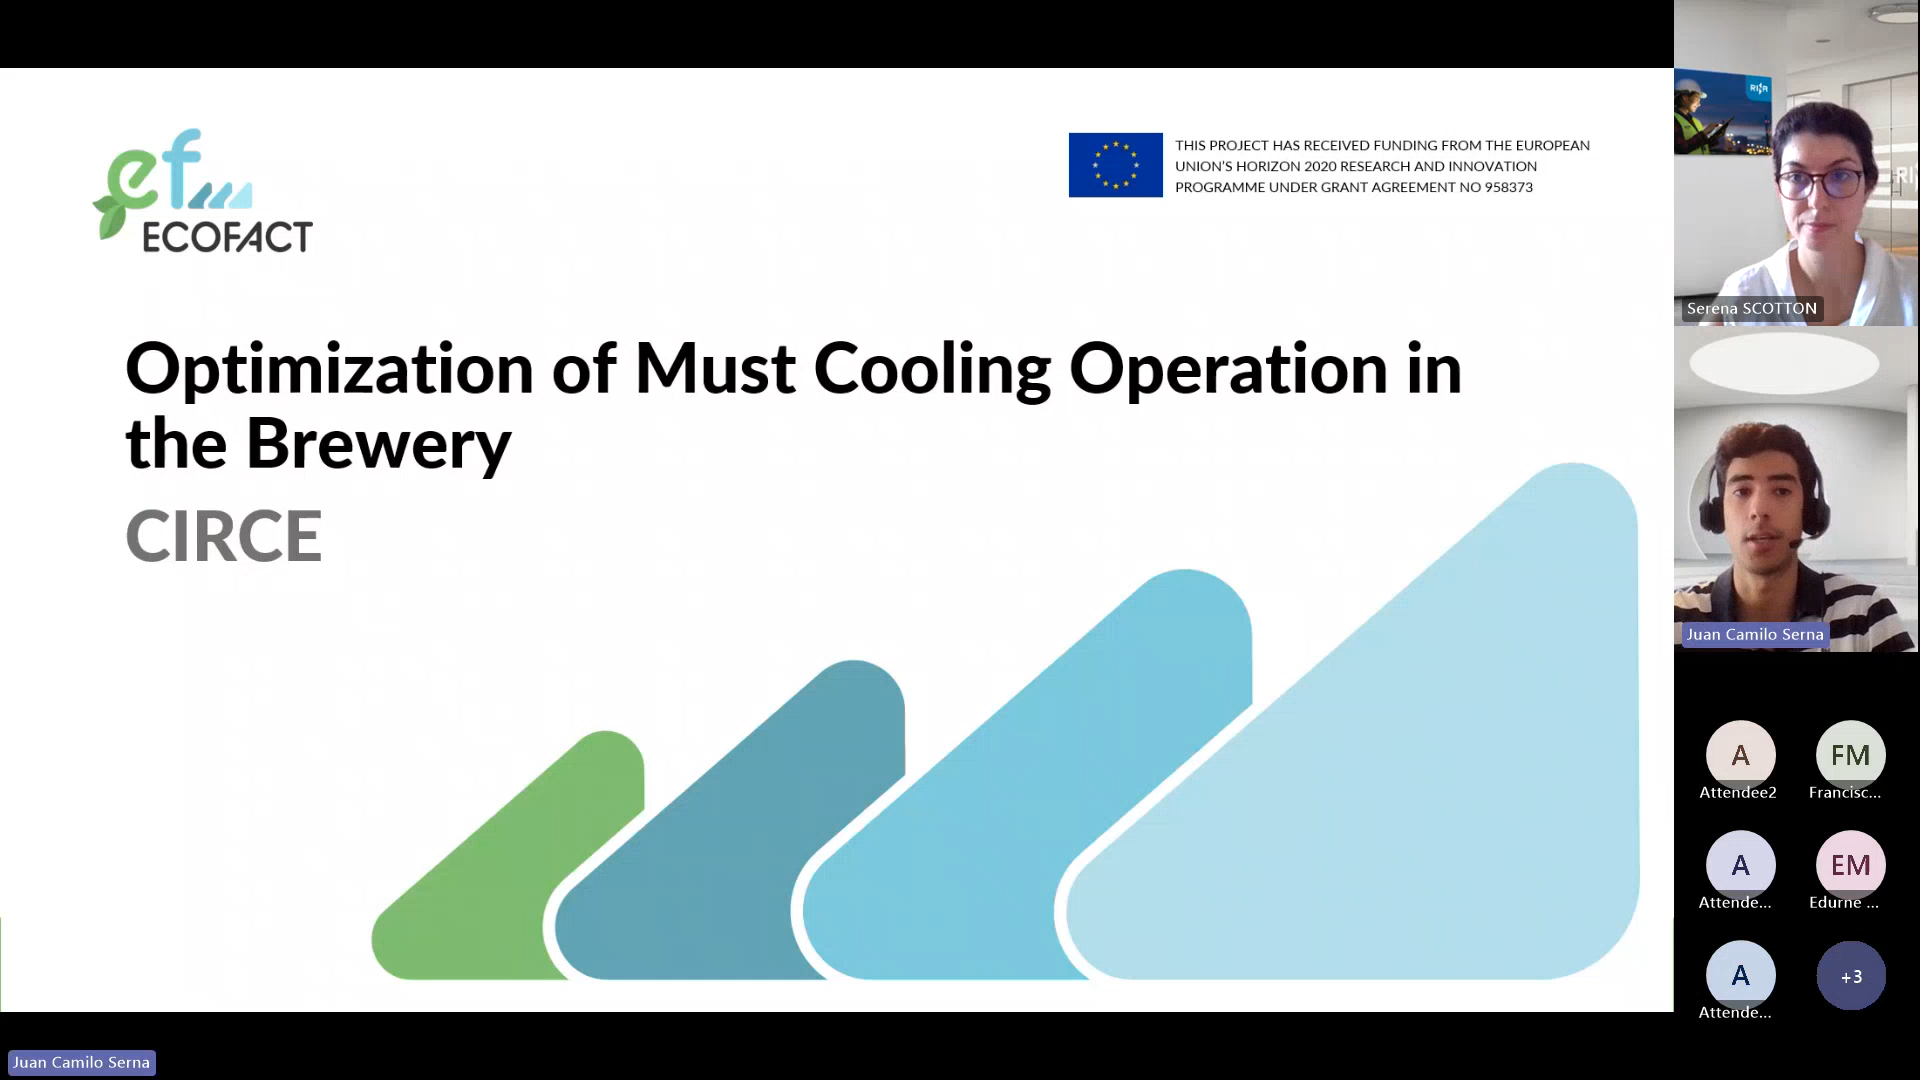 ef
ECOFACT
THIS PROJECT HAS RECEIVED FUNDING FROM THE EUROPEAN
UNION'S HORIZON 2020 RESEARCH AND INNOVATION
PROGRAMME UNDER GRANT AGREEMENT NO 958373
Optimization of Must Cooling Operation in
the Brewery
CIRCE
Serena SCOTTON
Juan Camilo Serna
A
Attendee2
FM
Francisc...
A
Attende...
EM
Edurne ...
A
Attende...
+3
Juan Camilo Serna